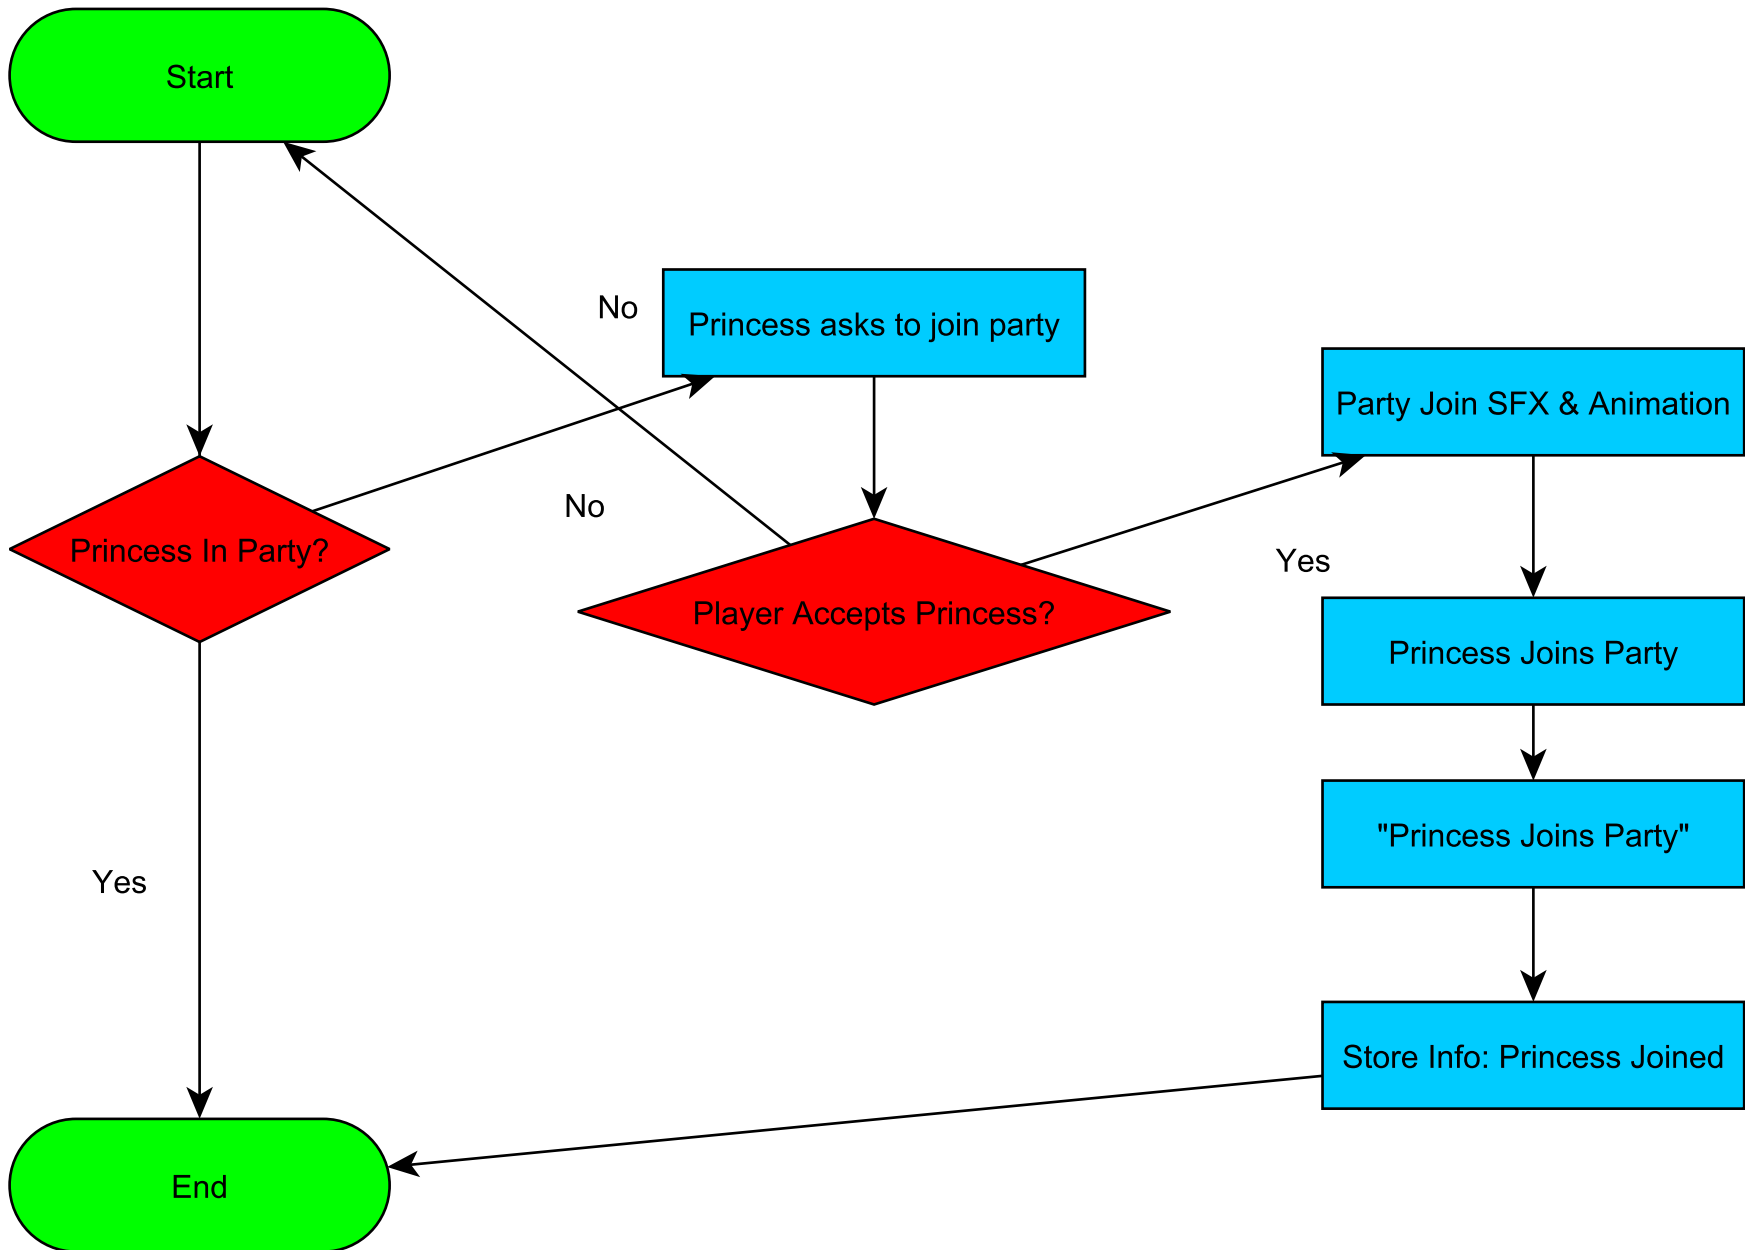 Start
No
Princess asks to join party
Party Join SFX & Animation
No
Princess In Party?
Yes
Player Accepts Princess?
Princess Joins Party
"Princess Joins Party"
Yes
Store Info: Princess Joined
End